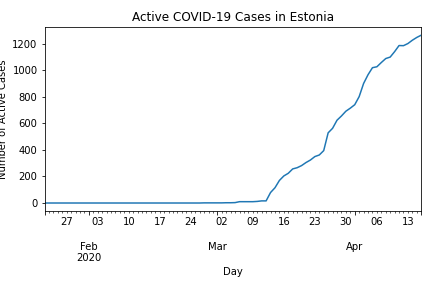 Active COVID-19 Cases in Estonia
Number of Active Cases
1200
1000
800
600
400
200
0
27 03 10 17 24 02 09 16 23 30 06 13
Feb Mar Apr
2020
Day